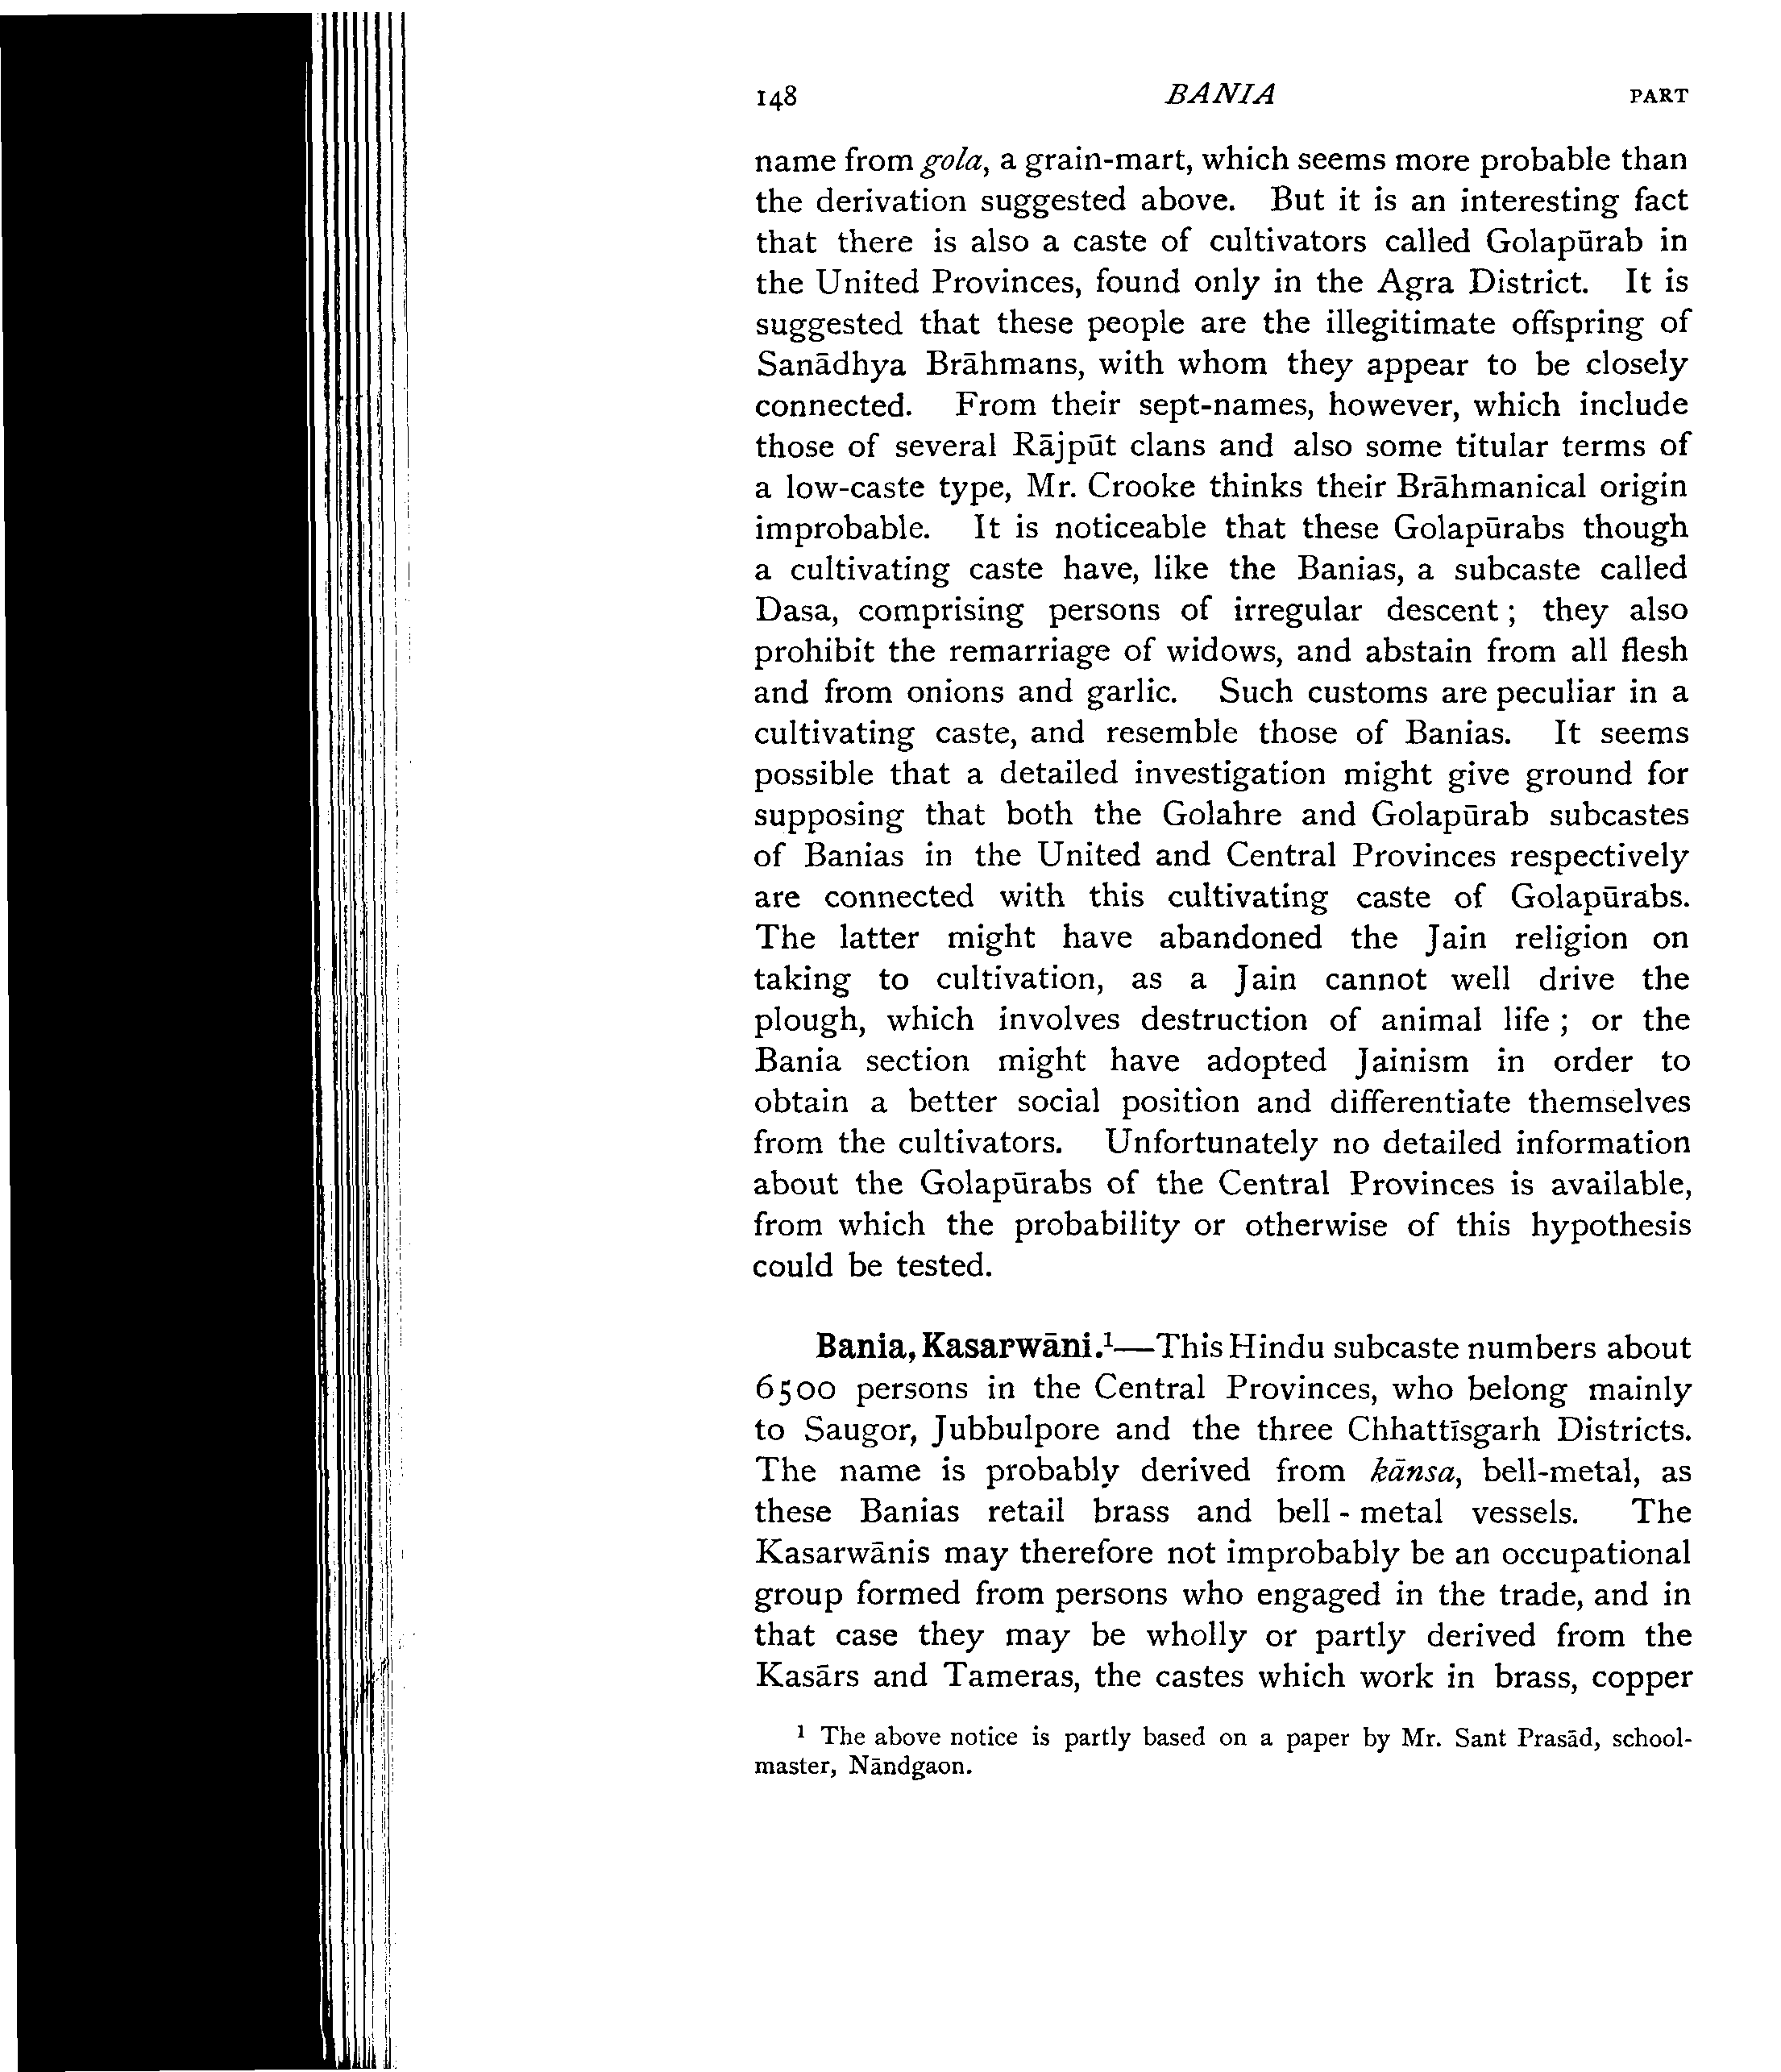 148 BANIA PART
name from gola, a grain-mart, which seems more probable than
the derivation suggested above. But it is an interesting fact
that there is also a caste of cultivators called Golapūrab in
the United Provinces, found only in the Agra District. It is
suggested that these people are the illegitimate offspring of
Sanādhya Brāhmans, with whom they appear to be closely
connected. From their sept-names, however, which include
those of several Rājpūt clans and also some titular terms of
a low-caste type, Mr. Crooke thinks their Brāhmanical origin
improbable. It is noticeable that these Golapūrabs though
a cultivating caste have, like the Banias, a subcaste called
Dasa, comprising persons of irregular descent; they also
prohibit the remarriage of widows, and abstain from all flesh
and from onions and garlic. Such customs are peculiar in a
cultivating caste, and resemble those of Banias. It seems
possible that a detailed investigation might give ground for
supposing that both the Golahre and Golapūrab subcastes
of Banias in the United and Central Provinces respectively
are connected with this cultivating caste of Golapūrabs.
The latter might have abandoned the Jain religion on
taking to cultivation, as a Jain cannot well drive the
plough, which involves destruction of animal life; or the
Bania section might have adopted Jainism in order to
obtain a better social position and differentiate themselves
from the cultivators. Unfortunately no detailed information
about the Golapūrabs of the Central Provinces is available,
from which the probability or otherwise of this hypothesis
could be tested.
Bania, Kasarwāni.¹—This Hindu subcaste numbers about
6500 persons in the Central Provinces, who belong mainly
to Saugor, Jubbulpore and the three Chhattīsgarh Districts.
The name is probably derived from kānsa, bell-metal, as
these Banias retail brass and bell-metal vessels. The
Kasarwānis may therefore not improbably be an occupational
group formed from persons who engaged in the trade, and in
that case they may be wholly or partly derived from the
Kasārs and Tameras, the castes which work in brass, copper
¹ The above notice is partly based on a paper by Mr. Sant Prasād, school-
master, Nāndgaon.